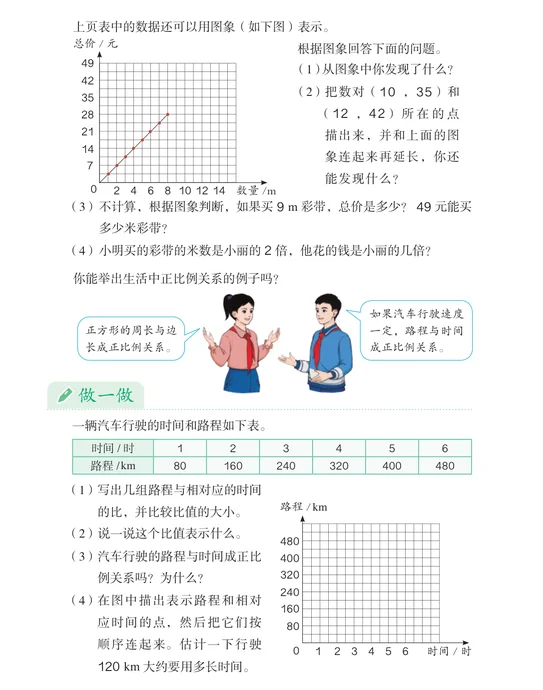 上页表中的数据还可以用图象（如下图）表示。
总价 / 元
49
42
35
28
21
14
7
0 2 4 6 8 10 12 14 数量 /m
根据图象回答下面的问题。
（1）从图象中你发现了什么？
（2）把数对（10 ，35）和
（12 ，42）所在的点
描出来，并和上面的图
象连起来再延长，你还
能发现什么？
（3）不计算，根据图象判断，如果买 9 m 彩带，总价是多少？ 49 元能买
多少米彩带？
（4）小明买的彩带的米数是小丽的 2 倍，他花的钱是小丽的几倍？
你能举出生活中正比例关系的例子吗？
正方形的周长与边
长成正比例关系。
如果汽车行驶速度
一定，路程与时间
成正比例关系。
做一做
一辆汽车行驶的时间和路程如下表。
时间 / 时 1 2 3 4 5 6
路程 /km 80 160 240 320 400 480
（1）写出几组路程与相对应的时间
的比，并比较比值的大小。
（2）说一说这个比值表示什么。
（3）汽车行驶的路程与时间成正比
例关系吗？为什么？
（4）在图中描出表示路程和相对
应时间的点，然后把它们按
顺序连起来。估计一下行驶
120 km 大约要用多长时间。
路程 / km
480
400
320
240
160
80
0 1 2 3 4 5 6 时间 / 时